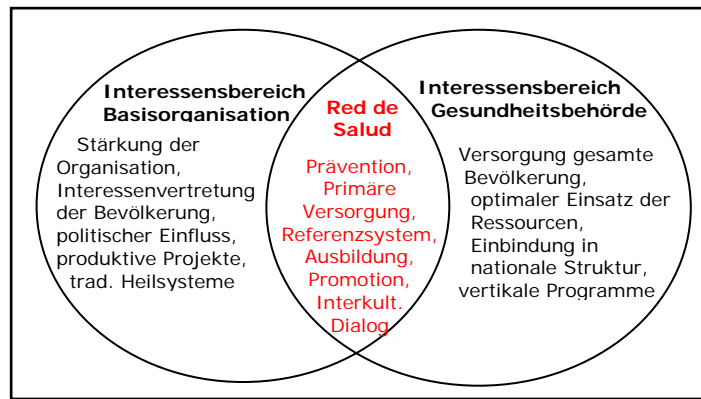 Interessensbereich
Basisorganisation
Stärkung der
Organisation,
Interessenvertretung
der Bevölkerung,
politischer Einfluss,
produktive Projekte,
trad. Heilsysteme
Red de
Salud
Prävention,
Primäre
Versorgung,
Referenzsystem,
Ausbildung,
Promotion,
Interkult.
Dialog
Interessensbereich
Gesundheitsbehörde
Versorgung gesamte
Bevölkerung,
optimaler Einsatz der
Ressourcen,
Einbindung in
nationale Struktur,
vertikale Programme